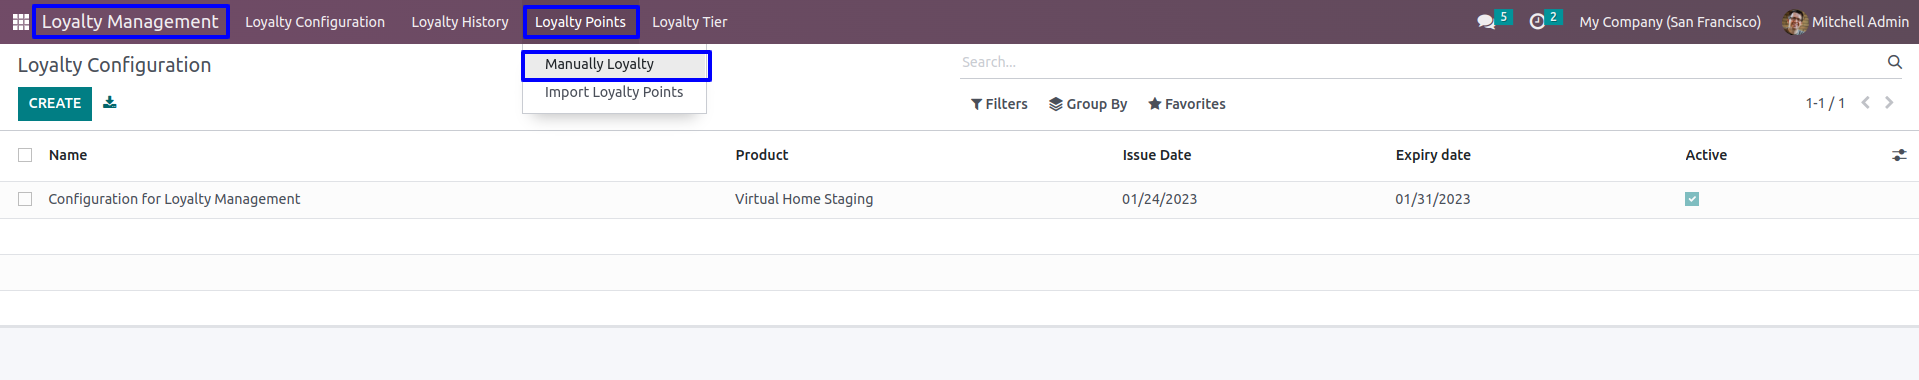 Loyalty Management Loyalty Configuration Loyalty History Loyalty Points Loyalty Tier 5 2 My Company (San Francisco) Mitchell Admin
Loyalty Configuration Manually Loyalty Search...
CREATE Import Loyalty Points Filters Group By Favorites 1-1 / 1
Name Product Issue Date Expiry date Active
Configuration for Loyalty Management Virtual Home Staging 01/24/2023 01/31/2023